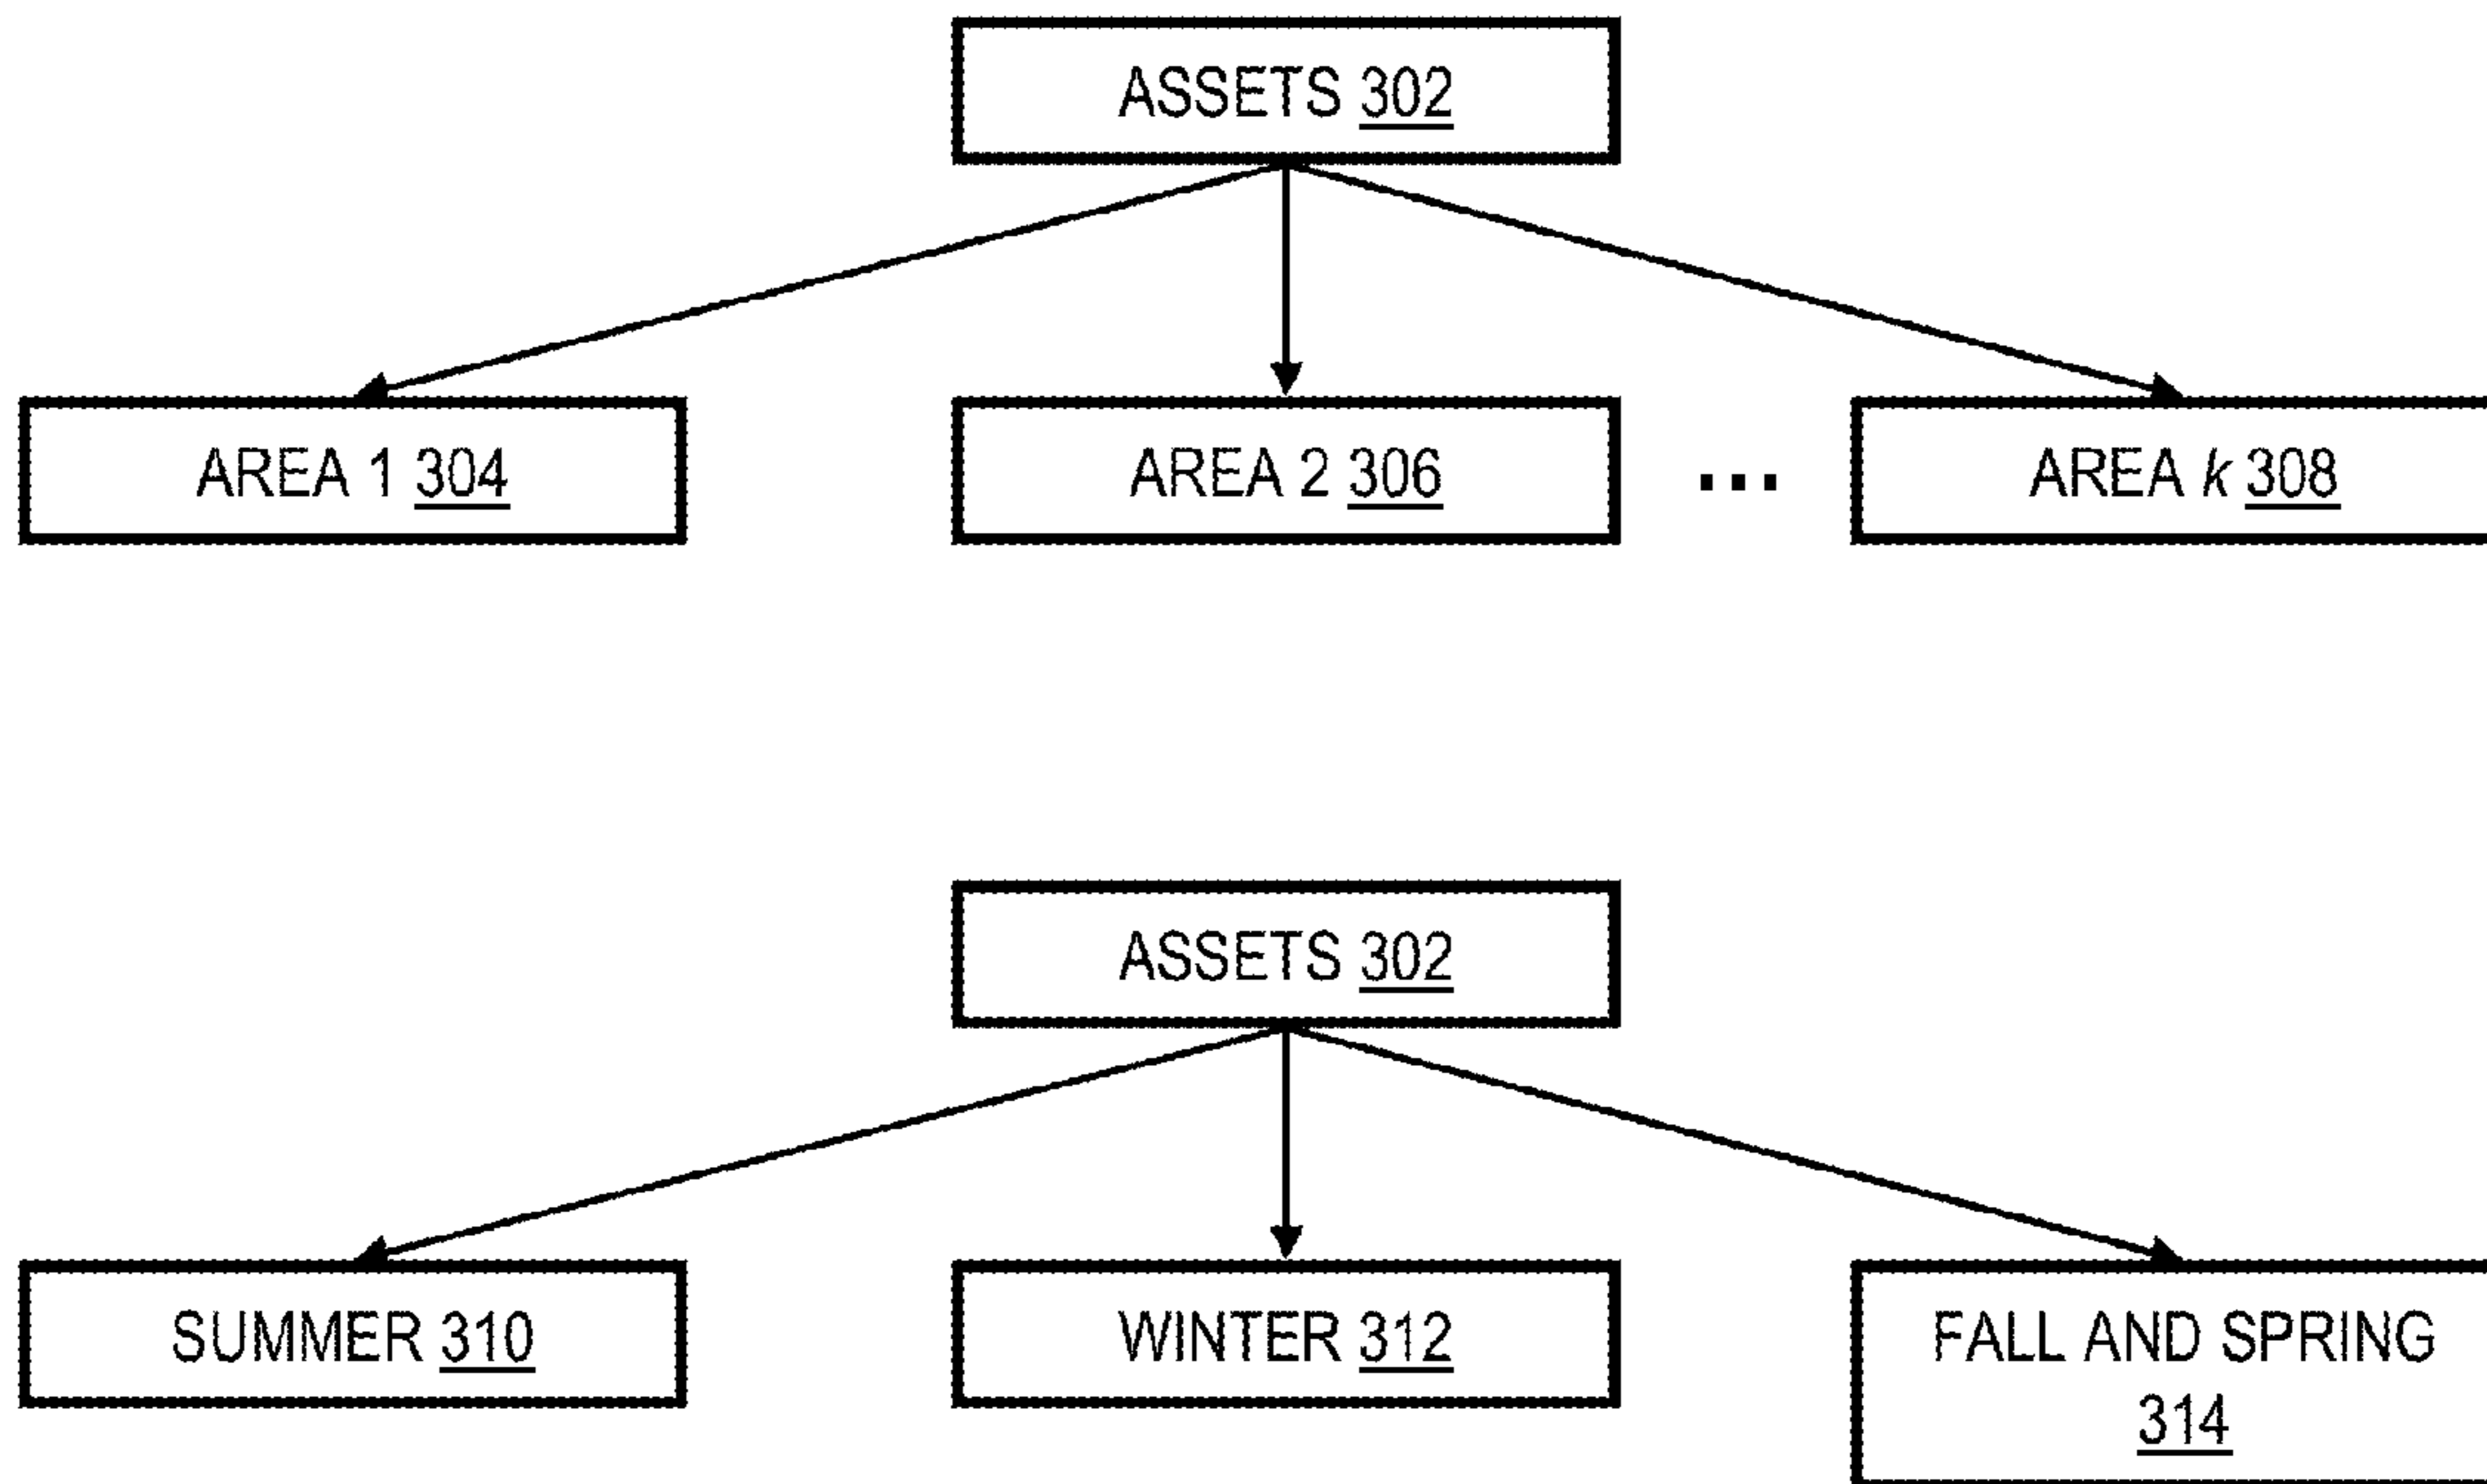 ASSETS 302
AREA 1 304
AREA 2 306
...
AREA k 308
ASSETS 302
SUMMER 310
WINTER 312
FALL AND SPRING
314